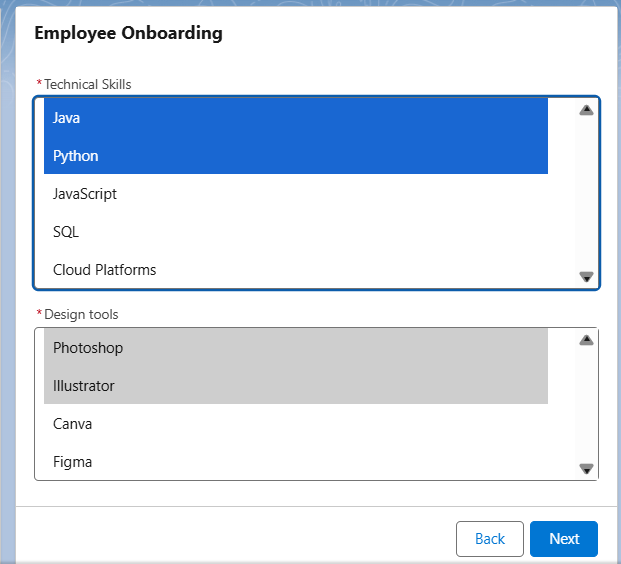 Employee Onboarding
*Technical Skills
Java
Python
JavaScript
SQL
Cloud Platforms
*Design tools
Photoshop
Illustrator
Canva
Figma
Back Next